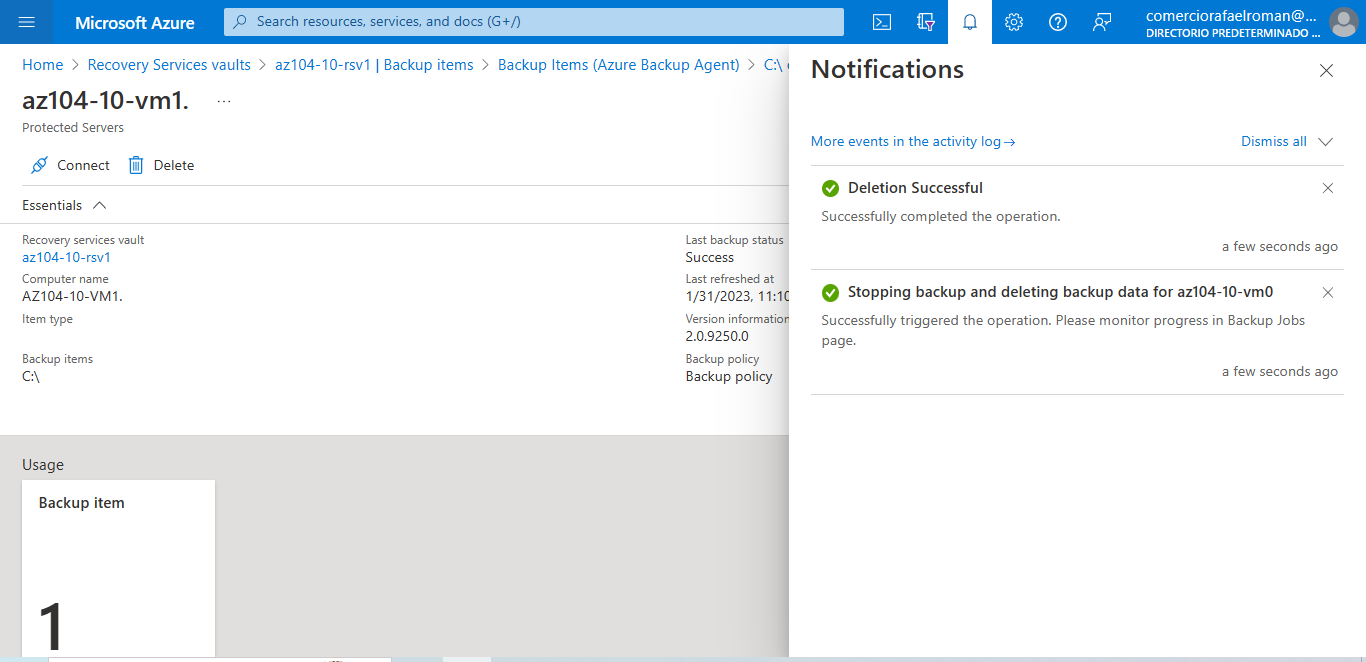 Microsoft Azure
Search resources, services, and docs (G+/)
comerciorafaelroman@...
DIRECTORIO PREDETERMINADO ...
Home > Recovery Services vaults > az104-10-rsv1 | Backup items > Backup Items (Azure Backup Agent) > C:\
az104-10-vm1. ...
Protected Servers
Connect Delete
Essentials
Recovery services vault
az104-10-rsv1
Computer name
AZ104-10-VM1.
Item type
Backup items
C:\
Last backup status
Success
Last refreshed at
1/31/2023, 11:10
Version information
2.0.9250.0
Backup policy
Backup policy
Usage
Backup item
1
Notifications
More events in the activity log →
Dismiss all
Deletion Successful
Successfully completed the operation.
a few seconds ago
Stopping backup and deleting backup data for az104-10-vm0
Successfully triggered the operation. Please monitor progress in Backup Jobs
page.
a few seconds ago